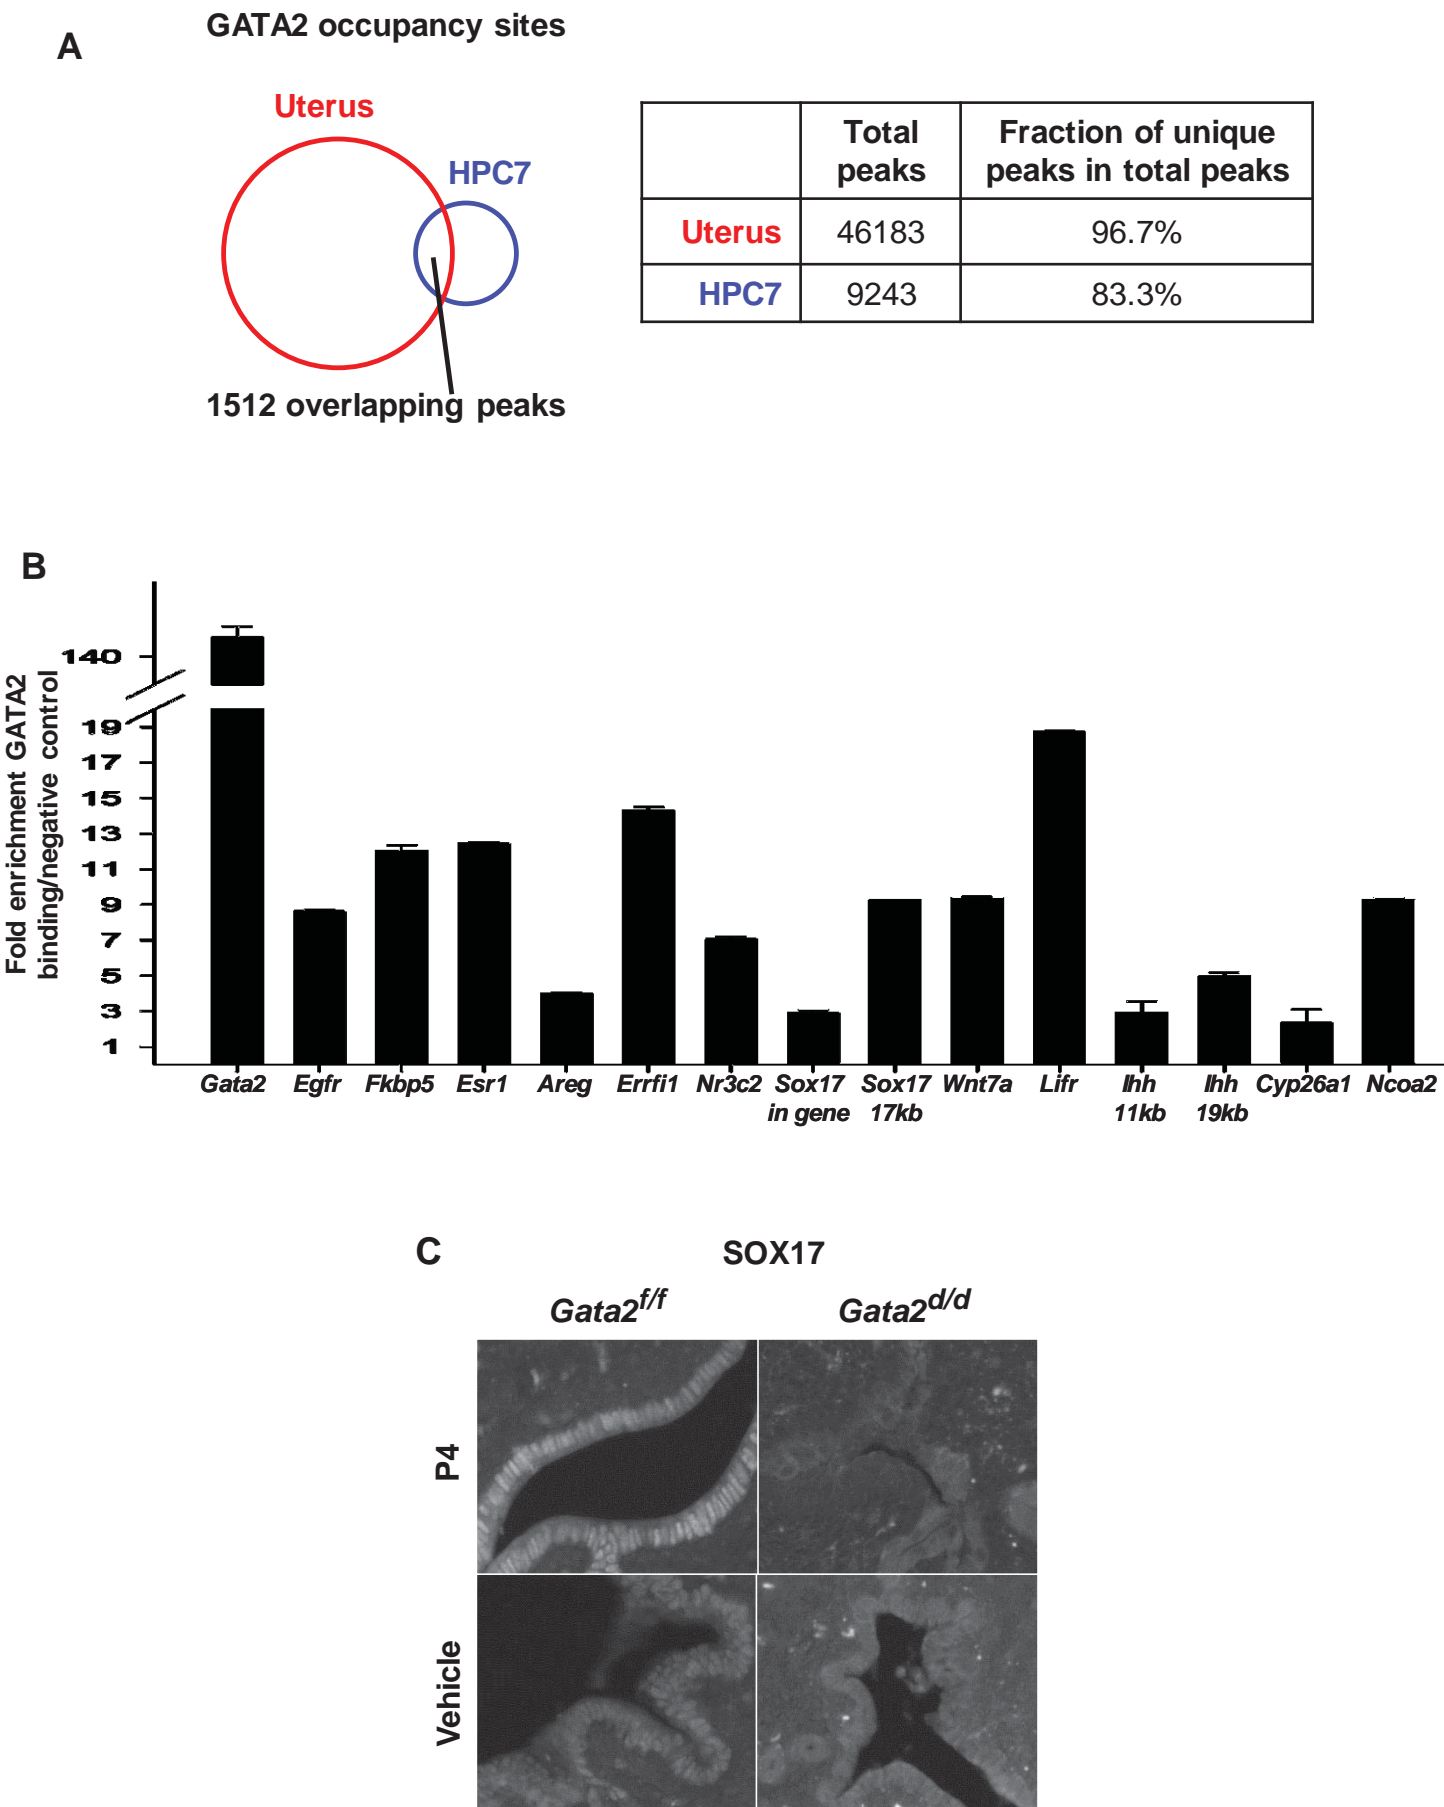 GATA2 occupancy sites
A
Uterus
HPC7
1512 overlapping peaks
Total peaks
Fraction of unique peaks in total peaks
Uterus 46183 96.7%
HPC7 9243 83.3%
B
Fold enrichment GATA2
binding/negative control
140
19
17
15
13
11
9
7
5
3
1
Gata2 Egfr Fkbp5 Esr1 Areg Errfi1 Nr3c2 Sox17 in gene Sox17 17kb Wnt7a Lifr Ihh 11kb Ihh 19kb Cyp26a1 Ncoa2
C
SOX17
Gata2f/f Gata2d/d
P4
Vehicle